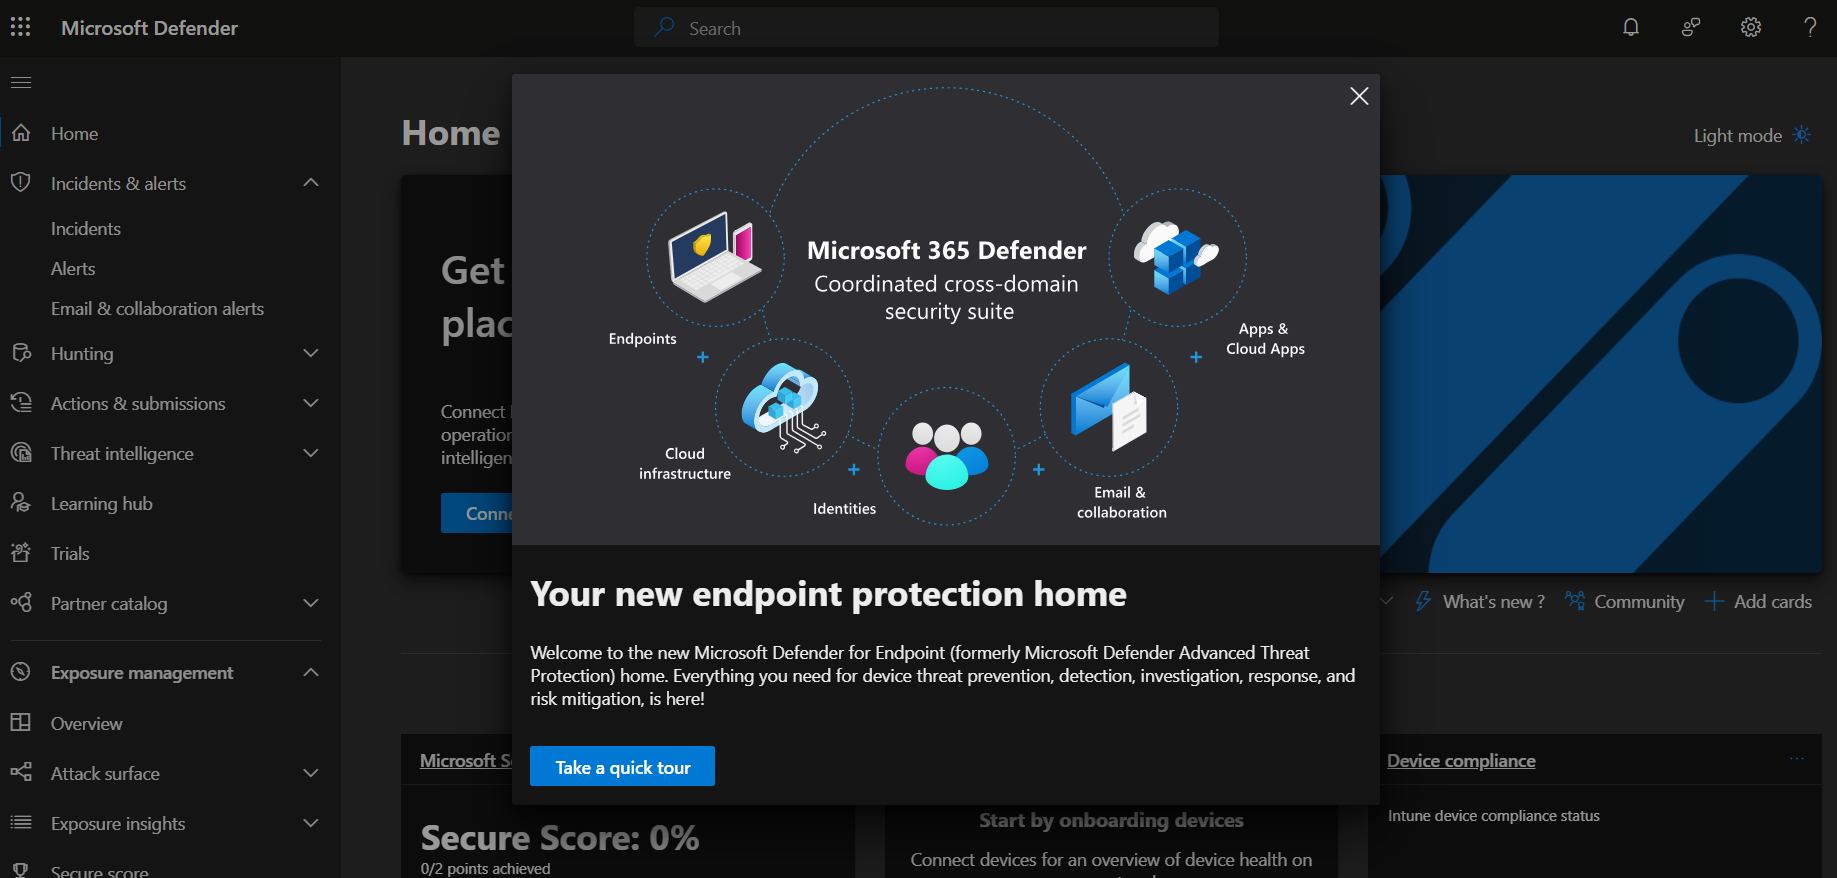 Microsoft Defender
Search
Home
Incidents & alerts
Incidents
Alerts
Email & collaboration alerts
Hunting
Actions & submissions
Threat intelligence
Learning hub
Trials
Partner catalog
Exposure management
Overview
Attack surface
Exposure insights
Secure score
Home
Light mode
Get
plac
Connect
operation
intelligen
Conne
Microsoft 365 Defender
Coordinated cross-domain
security suite
Endpoints
Cloud
infrastructure
Identities
Email &
collaboration
Apps &
Cloud Apps
Your new endpoint protection home
Welcome to the new Microsoft Defender for Endpoint (formerly Microsoft Defender Advanced Threat
Protection) home. Everything you need for device threat prevention, detection, investigation, response, and
risk mitigation, is here!
Take a quick tour
What's new ?
Community
Add cards
Microsoft S
Secure Score: 0%
0/2 points achieved
Start by onboarding devices
Connect devices for an overview of device health on
Device compliance
Intune device compliance status